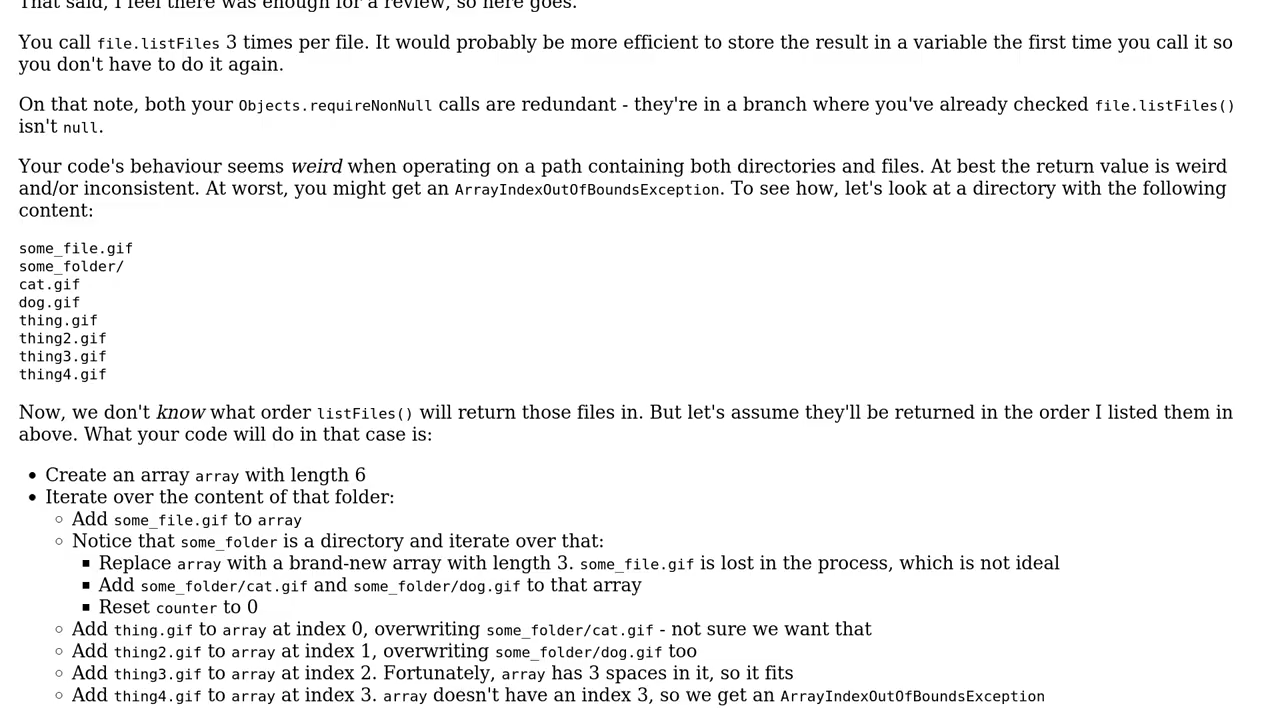 That said, I feel there was enough for a review, so here goes.
You call file.listFiles 3 times per file. It would probably be more efficient to store the result in a variable the first time you call it so
you don't have to do it again.
On that note, both your Objects.requireNonNull calls are redundant - they're in a branch where you've already checked file.listFiles()
isn't null.
Your code's behaviour seems weird when operating on a path containing both directories and files. At best the return value is weird
and/or inconsistent. At worst, you might get an ArrayIndexOutOfBoundsException. To see how, let's look at a directory with the following
content:
some_file.gif
some_folder/
cat.gif
dog.gif
thing.gif
thing2.gif
thing3.gif
thing4.gif
Now, we don't know what order listFiles() will return those files in. But let's assume they'll be returned in the order I listed them in
above. What your code will do in that case is:
• Create an array array with length 6
• Iterate over the content of that folder:
◦ Add some_file.gif to array
◦ Notice that some_folder is a directory and iterate over that:
▪ Replace array with a brand-new array with length 3. some_file.gif is lost in the process, which is not ideal
▪ Add some_folder/cat.gif and some_folder/dog.gif to that array
▪ Reset counter to 0
◦ Add thing.gif to array at index 0, overwriting some_folder/cat.gif - not sure we want that
◦ Add thing2.gif to array at index 1, overwriting some_folder/dog.gif too
◦ Add thing3.gif to array at index 2. Fortunately, array has 3 spaces in it, so it fits
◦ Add thing4.gif to array at index 3. array doesn't have an index 3, so we get an ArrayIndexOutOfBoundsException